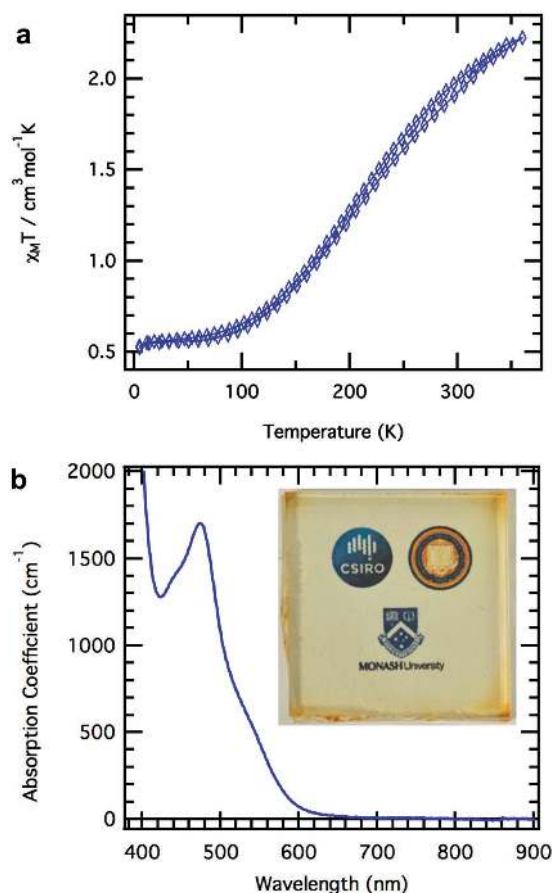 a
2.0
1.5
1.0
0.5
χMT / cm³mol⁻¹K
0
100
200
300
Temperature (K)
b
2000
1500
1000
500
0
Absorption Coefficient (cm⁻¹)
CSIRO
MONASH University
400
500
600
700
800
900
Wavelength (nm)